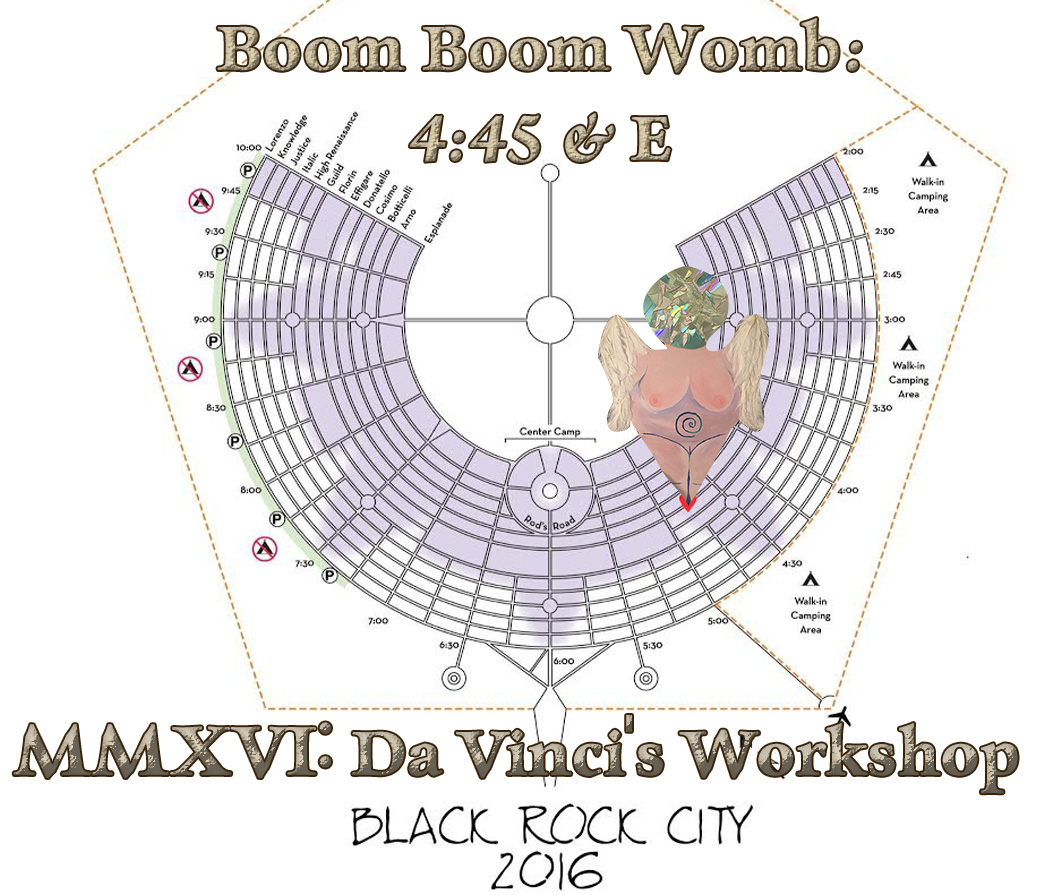 Boom Boom Womb:
4:45 & E
10:00
Lorenzo
Knowledge
Justice
Italic
High Renaissance
Guild
Florin
Effigare
Donatello
Cosimo
Botticelli
Arno
Esplanade
2:00
P
9:45
2:15
Walk-in
Camping
Area
9:30
2:30
P
9:15
2:45
9:00
3:00
P
Walk-in
Camping
Area
8:30
3:30
P
Center Camp
8:00
4:00
P
Rod's Road
7:30
4:30
P
Walk-in
Camping
Area
7:00
5:00
6:30
5:30
6:00
MMXVI: Da Vinci's Workshop
BLACK ROCK CITY
2016